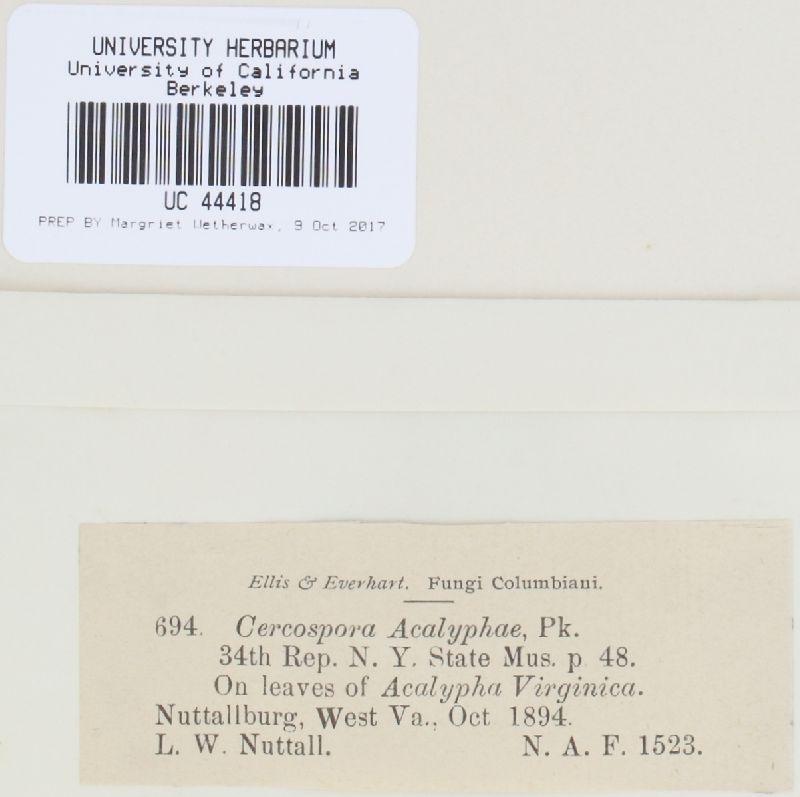 UNIVERSITY HERBARIUM
University of California
Berkeley
UC 44418
PREP BY Margriet Wetherwax, 9 Oct 2017
Ellis & Everhart. Fungi Columbiani.
694. Cercospora Acalyphae, Pk.
34th Rep. N. Y. State Mus. p 48.
On leaves of Acalypha Virginica.
Nuttallburg, West Va., Oct 1894.
L. W. Nuttall. N. A. F. 1523.